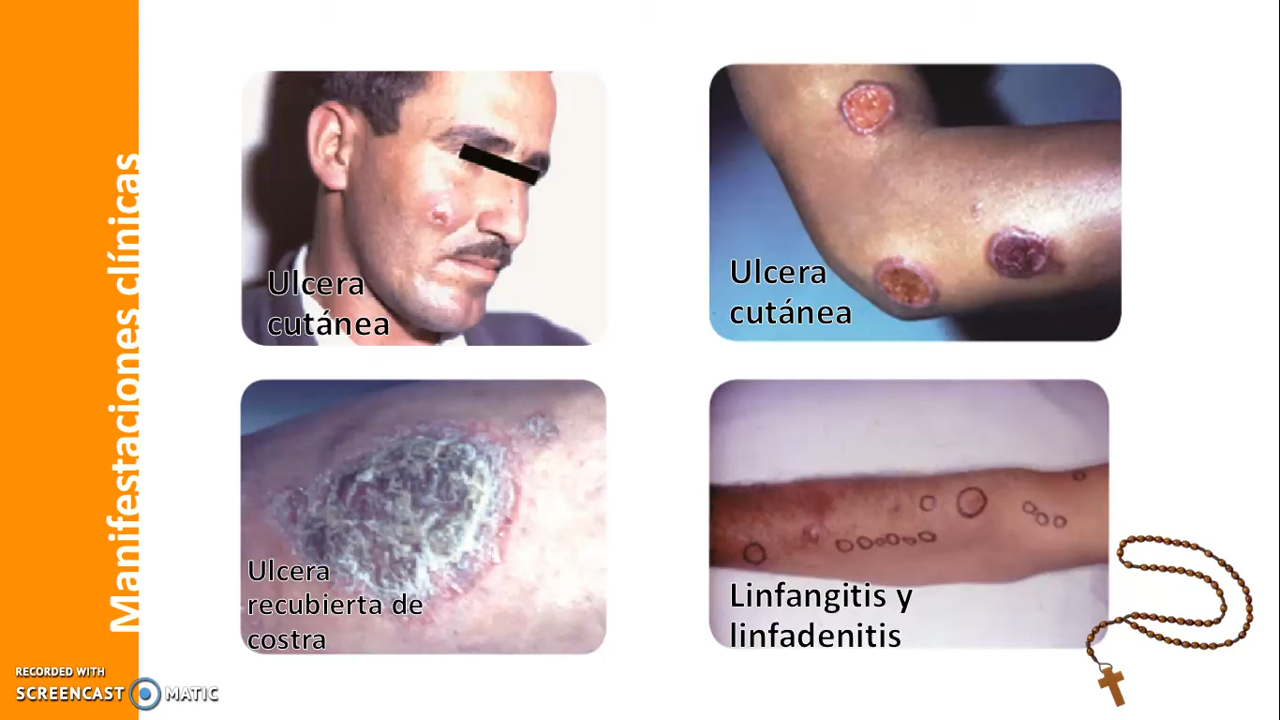 Manifestaciones clínicas
Ulcera
cutánea
Ulcera
cutánea
Ulcera
recubierta de
costra
Linfangitis y
linfadenitis
RECORDED WITH
SCREENCAST MATIC